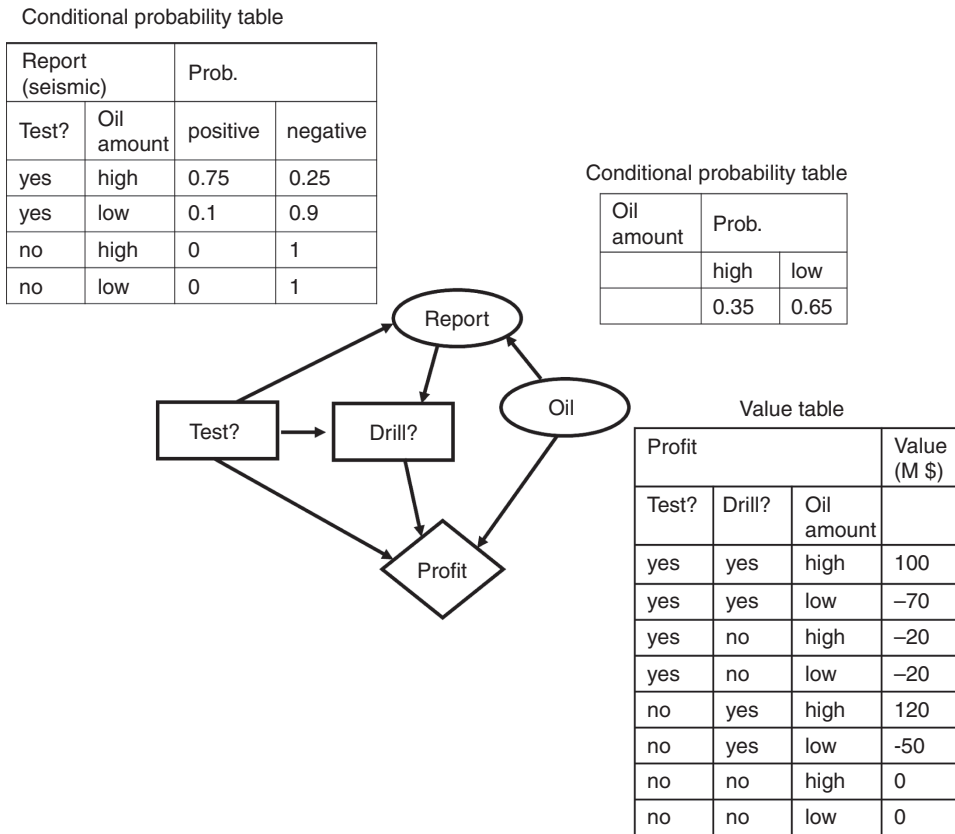 Conditional probability table
Report (seismic) Prob.
Test? Oil amount positive negative
yes high 0.75 0.25
yes low 0.1 0.9
no high 0 1
no low 0 1
Conditional probability table
Oil amount Prob.
high low
0.35 0.65
Report
Oil
Test?
Drill?
Profit
Value table
Profit Value (M $)
Test? Drill? Oil amount
yes yes high 100
yes yes low –70
yes no high –20
yes no low –20
no yes high 120
no yes low -50
no no high 0
no no low 0